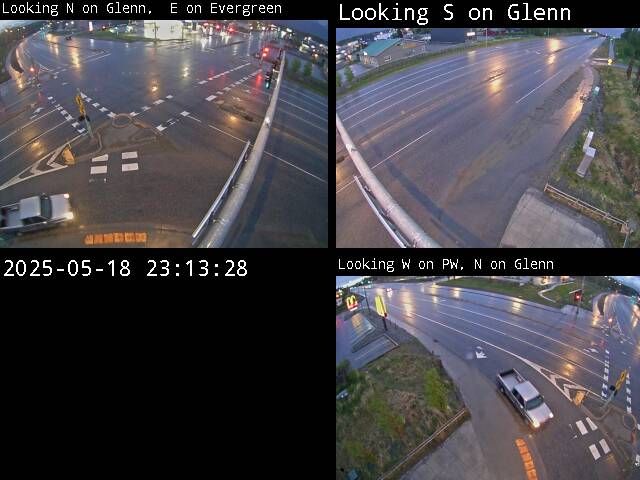 Looking N on Glenn, E on Evergreen
Looking S on Glenn
2025-05-18 23:13:28
Looking W on PW, N on Glenn